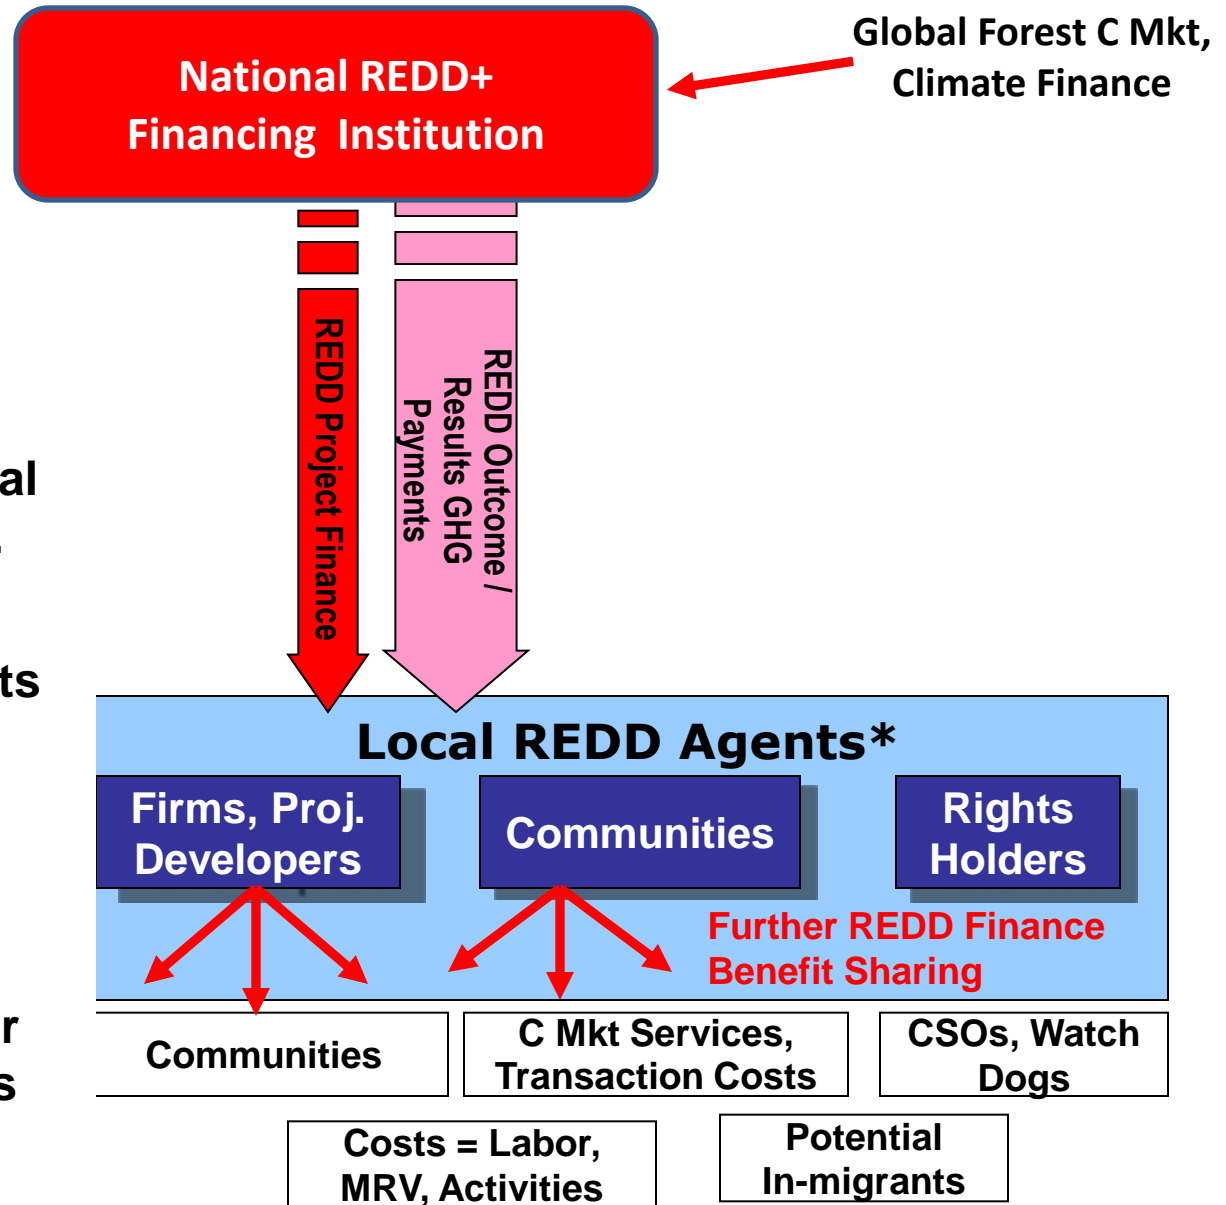 Global Forest C Mkt,
Climate Finance
National REDD+
Financing Institution
REDD Project Finance
REDD Outcome /
Results GHG
Payments
al
ts
Local REDD Agents*
Firms, Proj.
Developers
Communities
Rights
Holders
Further REDD Finance
Benefit Sharing
r
s
Communities
C Mkt Services,
Transaction Costs
CSOs, Watch
Dogs
Costs = Labor,
MRV, Activities
Potential
In-migrants